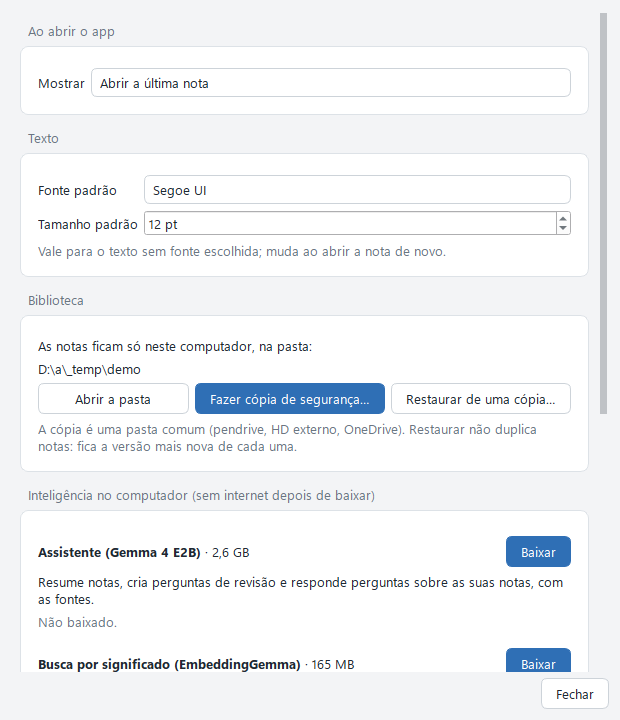 Ao abrir o app
Mostrar Abrir a última nota
Texto
Fonte padrão Segoe UI
Tamanho padrão 12 pt
Vale para o texto sem fonte escolhida; muda ao abrir a nota de novo.
Biblioteca
As notas ficam só neste computador, na pasta:
D:\a\_temp\demo
Abrir a pasta Fazer cópia de segurança... Restaurar de uma cópia...
A cópia é uma pasta comum (pendrive, HD externo, OneDrive). Restaurar não duplica
notas: fica a versão mais nova de cada uma.
Inteligência no computador (sem internet depois de baixar)
Assistente (Gemma 4 E2B) · 2,6 GB Baixar
Resume notas, cria perguntas de revisão e responde perguntas sobre as suas notas, com
as fontes.
Não baixado.
Busca por significado (EmbeddingGemma) · 165 MB Baixar
Fechar